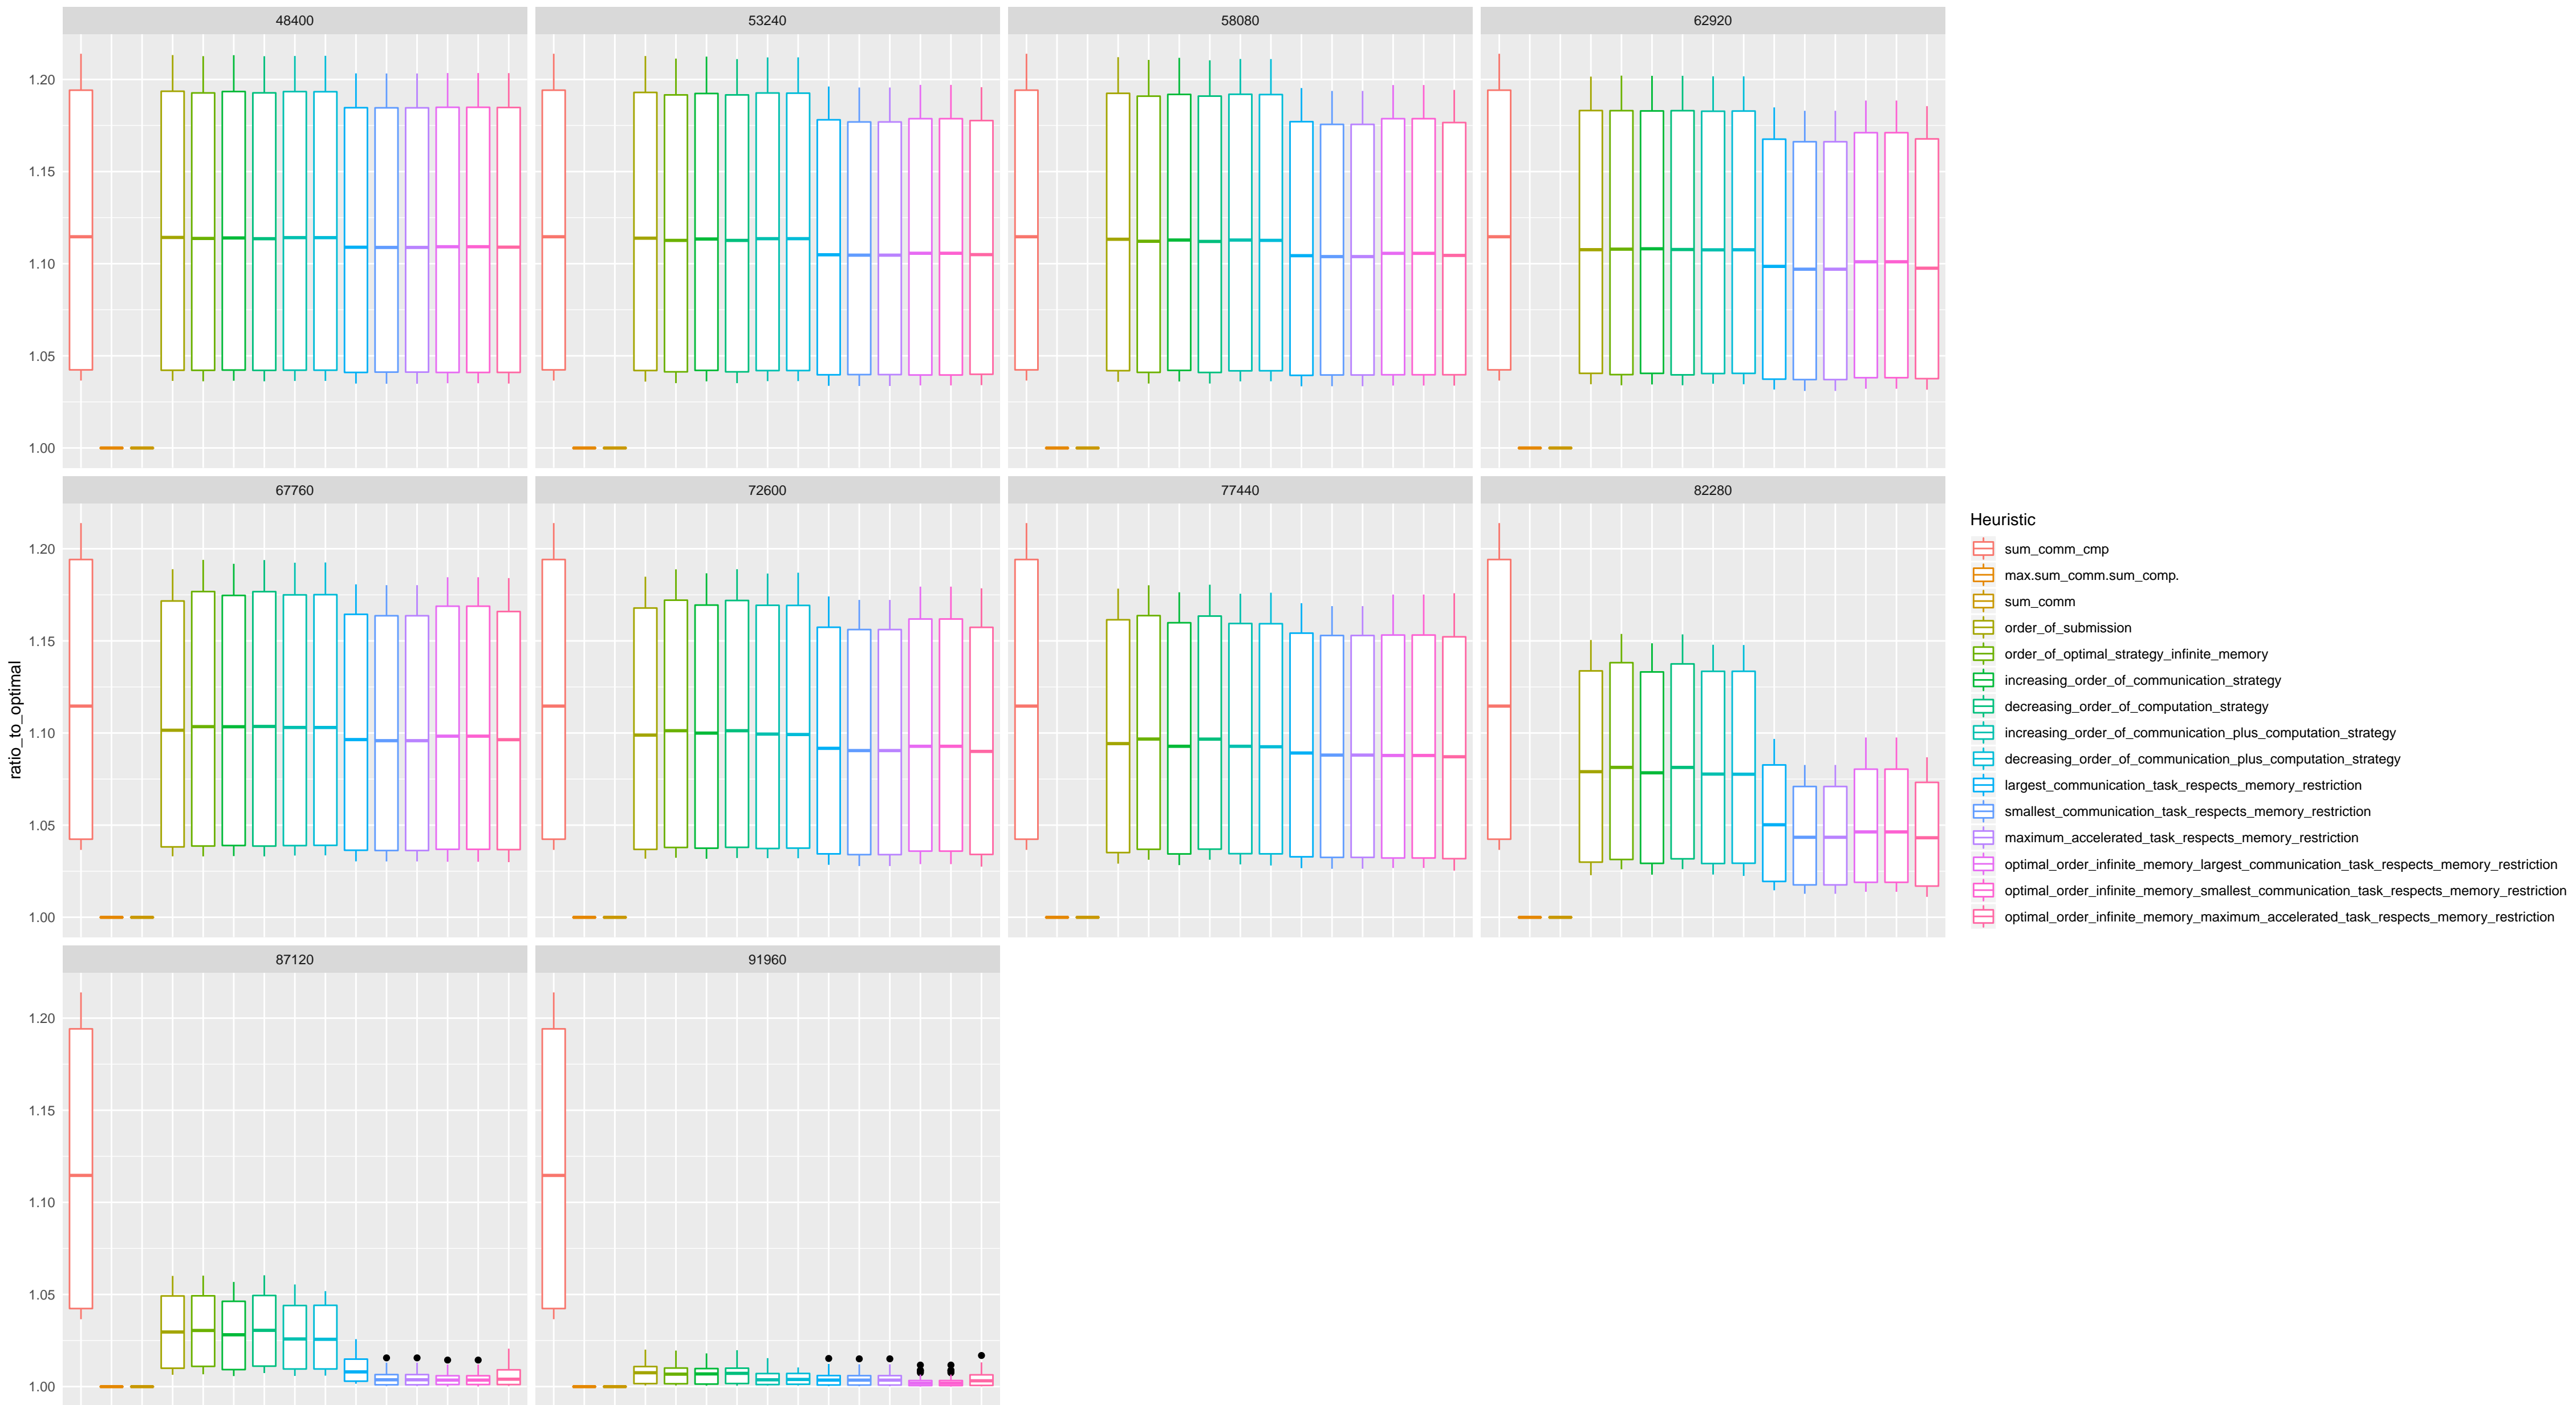 48400
53240
58080
62920
1.20
1.15
1.10
1.05
1.00
67760
72600
77440
82280
1.20
1.15
1.10
1.05
1.00
ratio_to_optimal
87120
91960
1.20
1.15
1.10
1.05
1.00
Heuristic
sum_comm_cmp
max.sum_comm.sum_comp.
sum_comm
order_of_submission
order_of_optimal_strategy_infinite_memory
increasing_order_of_communication_strategy
decreasing_order_of_computation_strategy
increasing_order_of_communication_plus_computation_strategy
decreasing_order_of_communication_plus_computation_strategy
largest_communication_task_respects_memory_restriction
smallest_communication_task_respects_memory_restriction
maximum_accelerated_task_respects_memory_restriction
optimal_order_infinite_memory_largest_communication_task_respects_memory_restriction
optimal_order_infinite_memory_smallest_communication_task_respects_memory_restriction
optimal_order_infinite_memory_maximum_accelerated_task_respects_memory_restriction